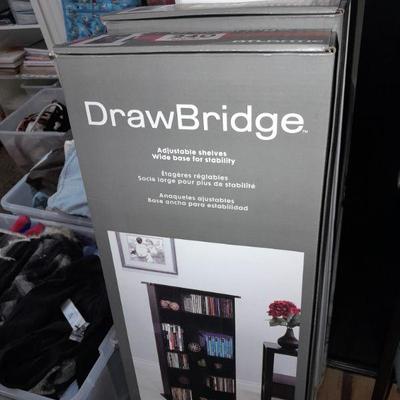 DrawBridge™
Adjustable shelves
Wide base for stability
Étagères réglables
Socle large pour plus de stabilité
Anaqueles ajustables
Base ancha para estabilidad